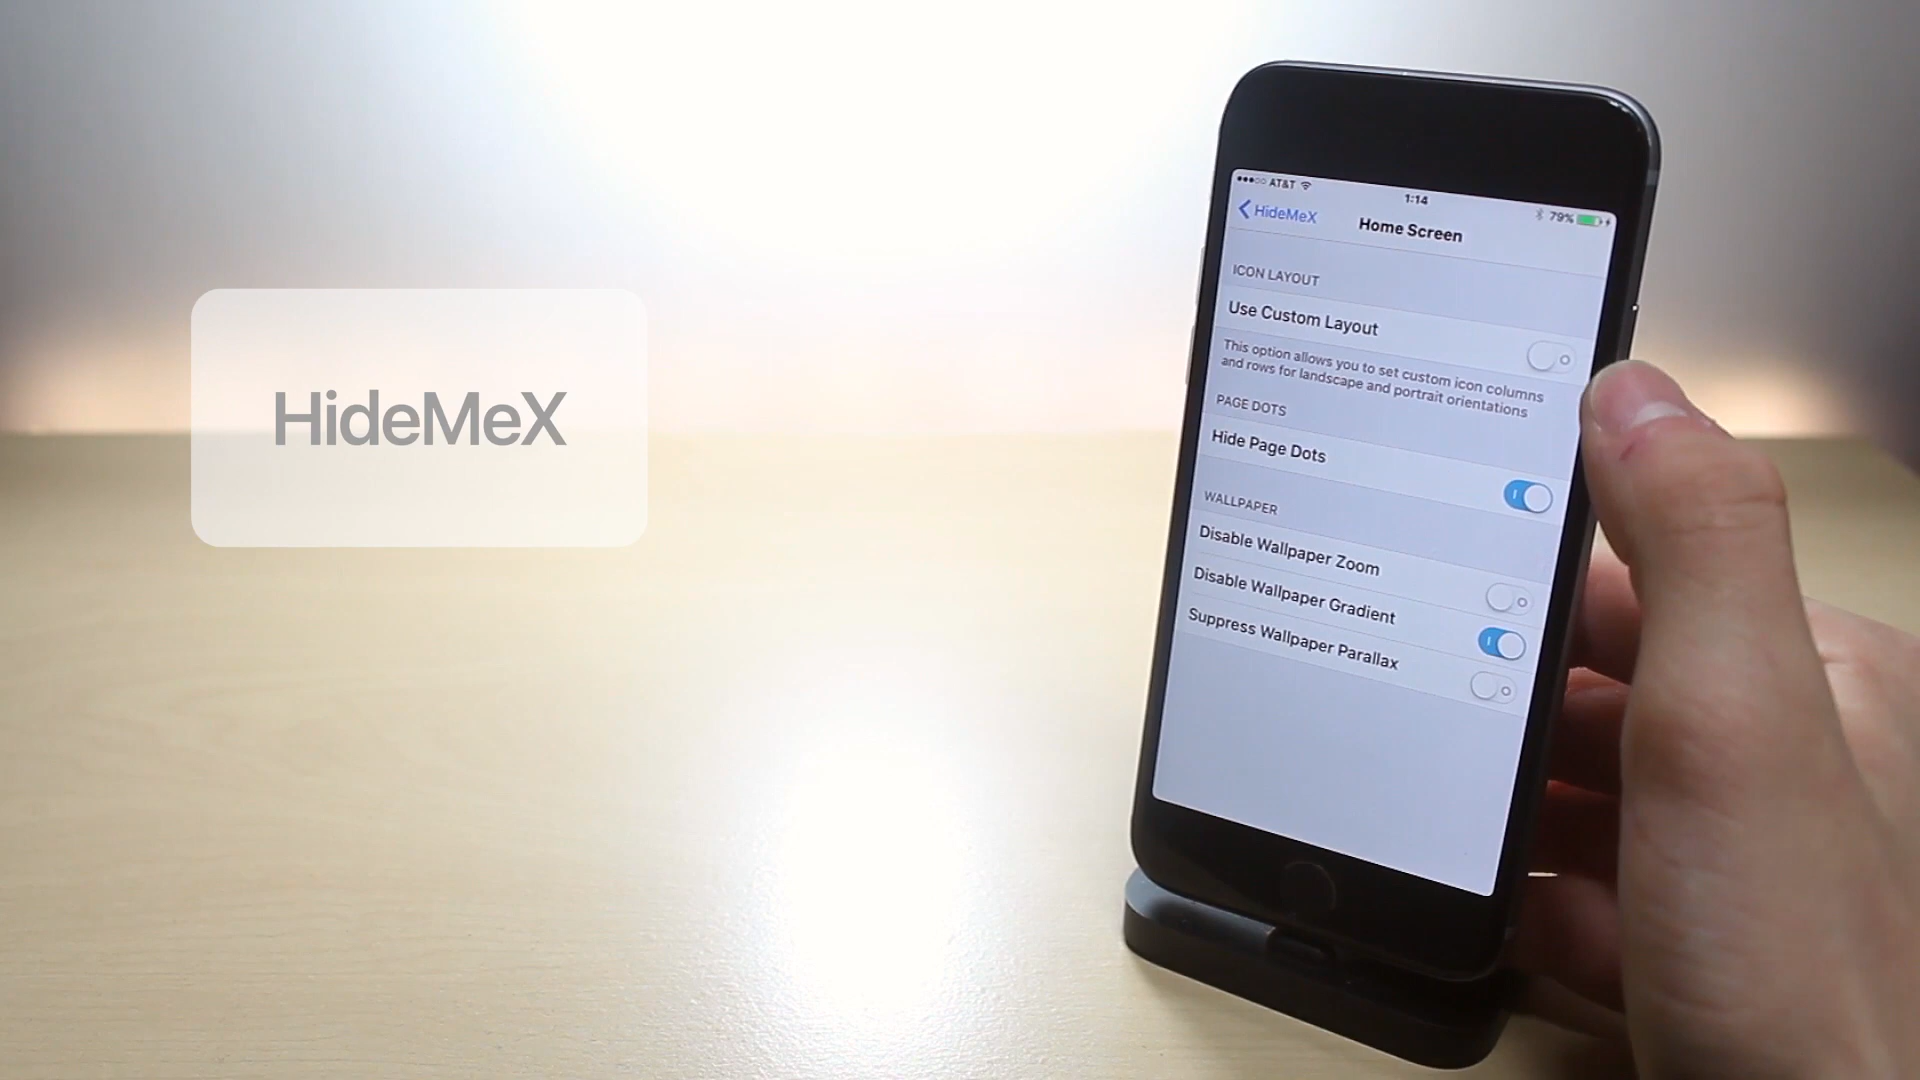 HideMeX
AT&T
1:14
79%
HideMeX
Home Screen
ICON LAYOUT
Use Custom Layout
This option allows you to set custom icon columns
and rows for landscape and portrait orientations
PAGE DOTS
Hide Page Dots
WALLPAPER
Disable Wallpaper Zoom
Disable Wallpaper Gradient
Suppress Wallpaper Parallax